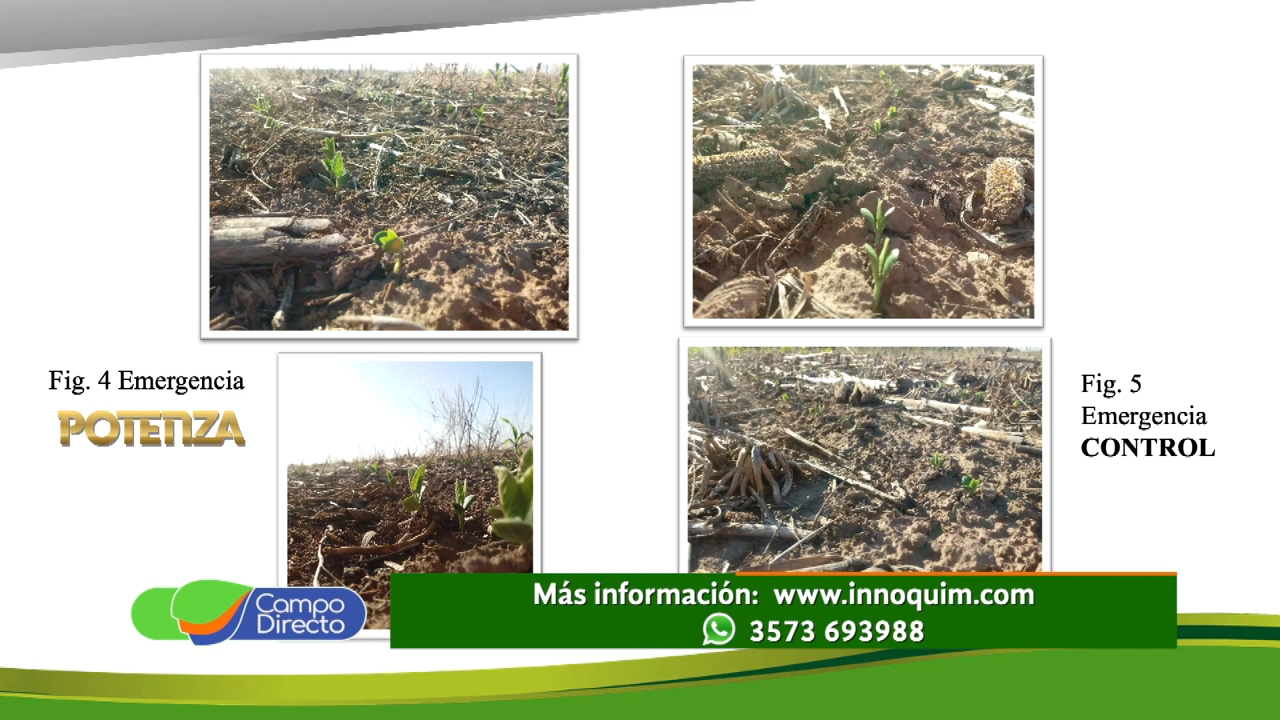 Fig. 4 Emergencia
POTENZA
Fig. 5
Emergencia
CONTROL
Campo
Directo
Más información: www.innoquim.com
3573 693988